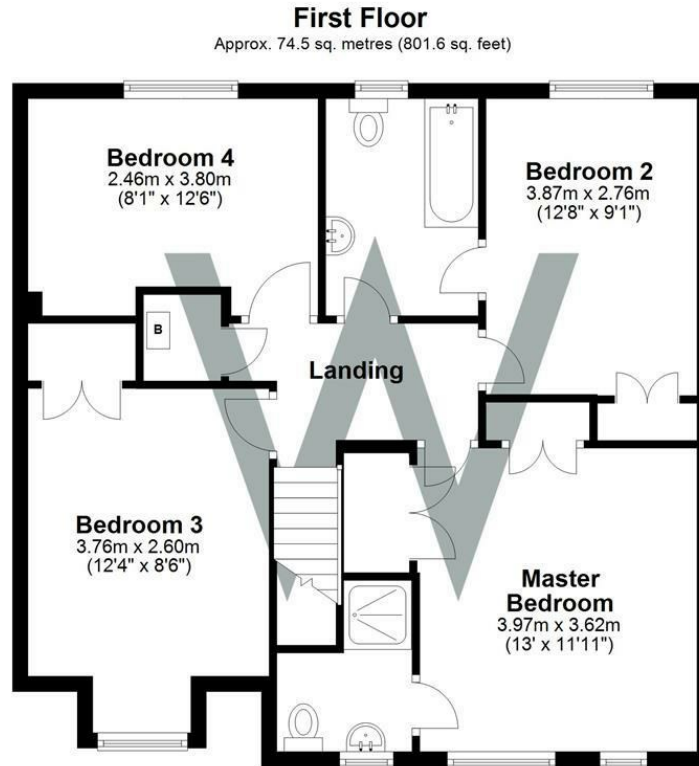 First Floor
Approx. 74.5 sq. metres (801.6 sq. feet)
Bedroom 4
2.46m x 3.80m
(8'1" x 12'6")
Bedroom 2
3.87m x 2.76m
(12'8" x 9'1")
B
Landing
Bedroom 3
3.76m x 2.60m
(12'4" x 8'6")
Master
Bedroom
3.97m x 3.62m
(13' x 11'11")
W